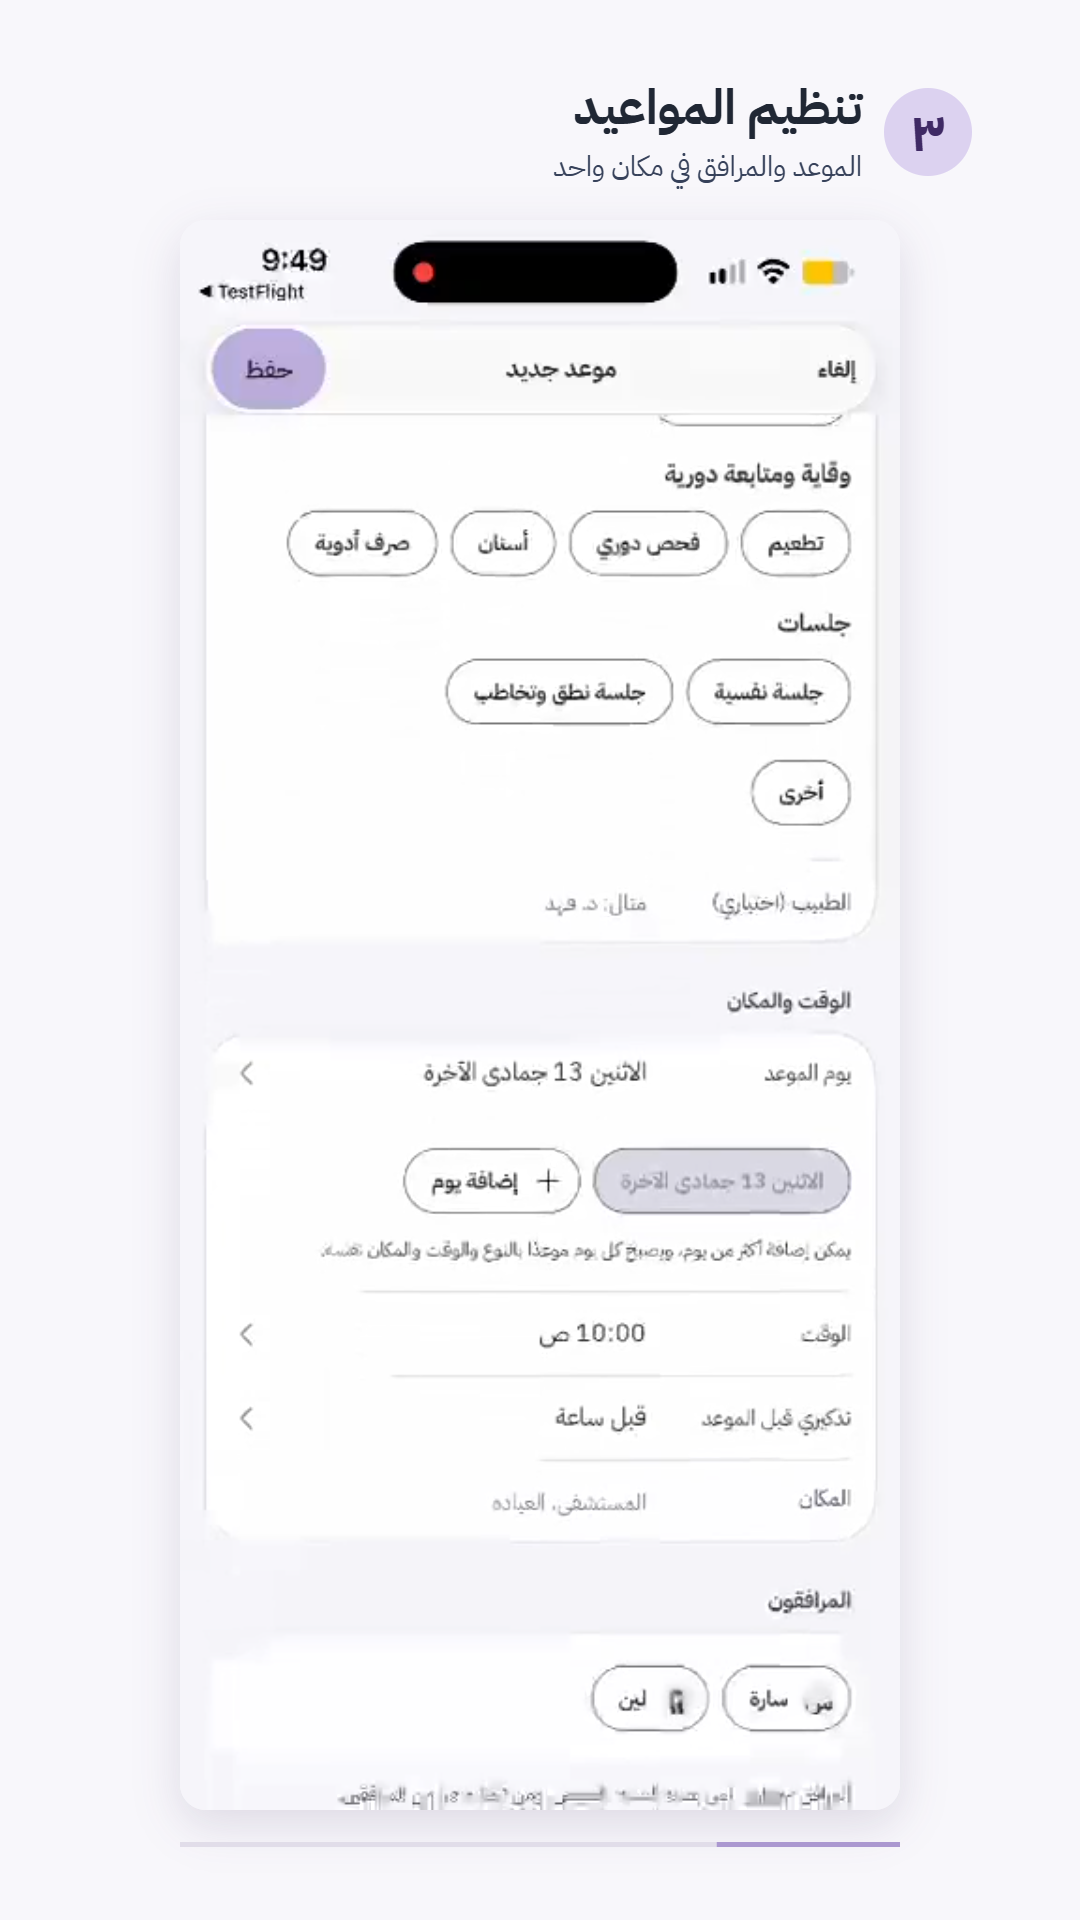 ٣
تنظيم المواعيد
الموعد والمرافق في مكان واحد
9:49
TestFlight
إلغاء
موعد جديد
حفظ
وقاية ومتابعة دورية
تطعيم
فحص دوري
أسنان
صرف أدوية
جلسات
جلسة نفسية
جلسة نطق وتخاطب
أخرى
الطبيب (اختياري)
مثال: د. فهد
الوقت والمكان
يوم الموعد
الاثنين 13 جمادى الآخرة
الاثنين 13 جمادى الآخرة
إضافة يوم
يمكن إضافة أكثر من يوم، ويصبح كل يوم موعدًا بالنوع والوقت والمكان نفسه.
الوقت
10:00 ص
تذكيري قبل الموعد
قبل ساعة
المكان
المستشفى، العيادة
المرافقون
س
سارة
لين